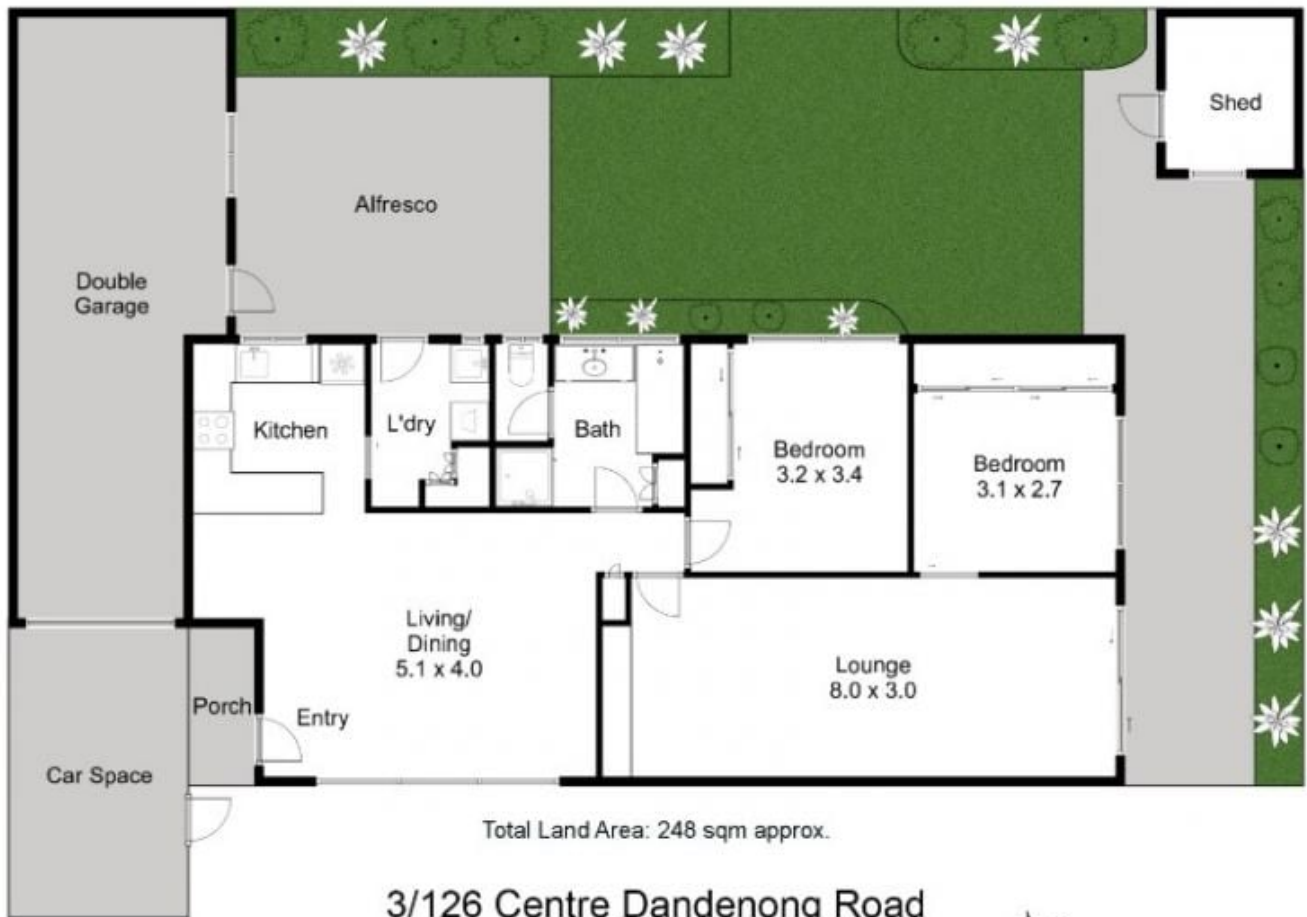 Shed
Alfresco
Double
Garage
Kitchen
L'dry
Bath
Bedroom
3.2 x 3.4
Bedroom
3.1 x 2.7
Living/
Dining
5.1 x 4.0
Lounge
8.0 x 3.0
Porch
Entry
Car Space
Total Land Area: 248 sqm approx.
3/126 Centre Dandenong Road